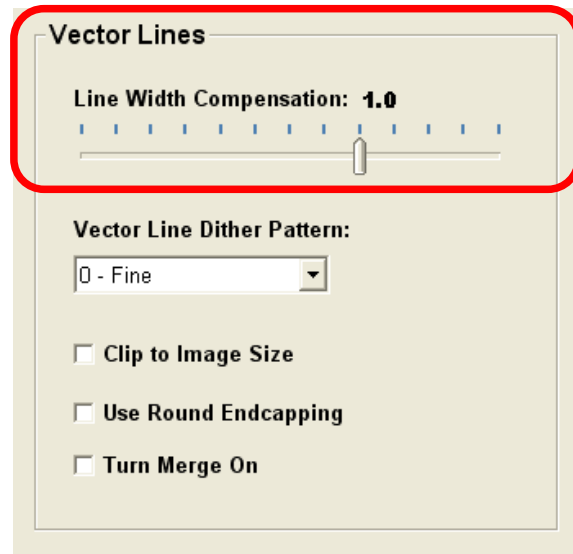 Vector Lines
Line Width Compensation: 1.0
Vector Line Dither Pattern:
0 - Fine
Clip to Image Size
Use Round Endcapping
Turn Merge On